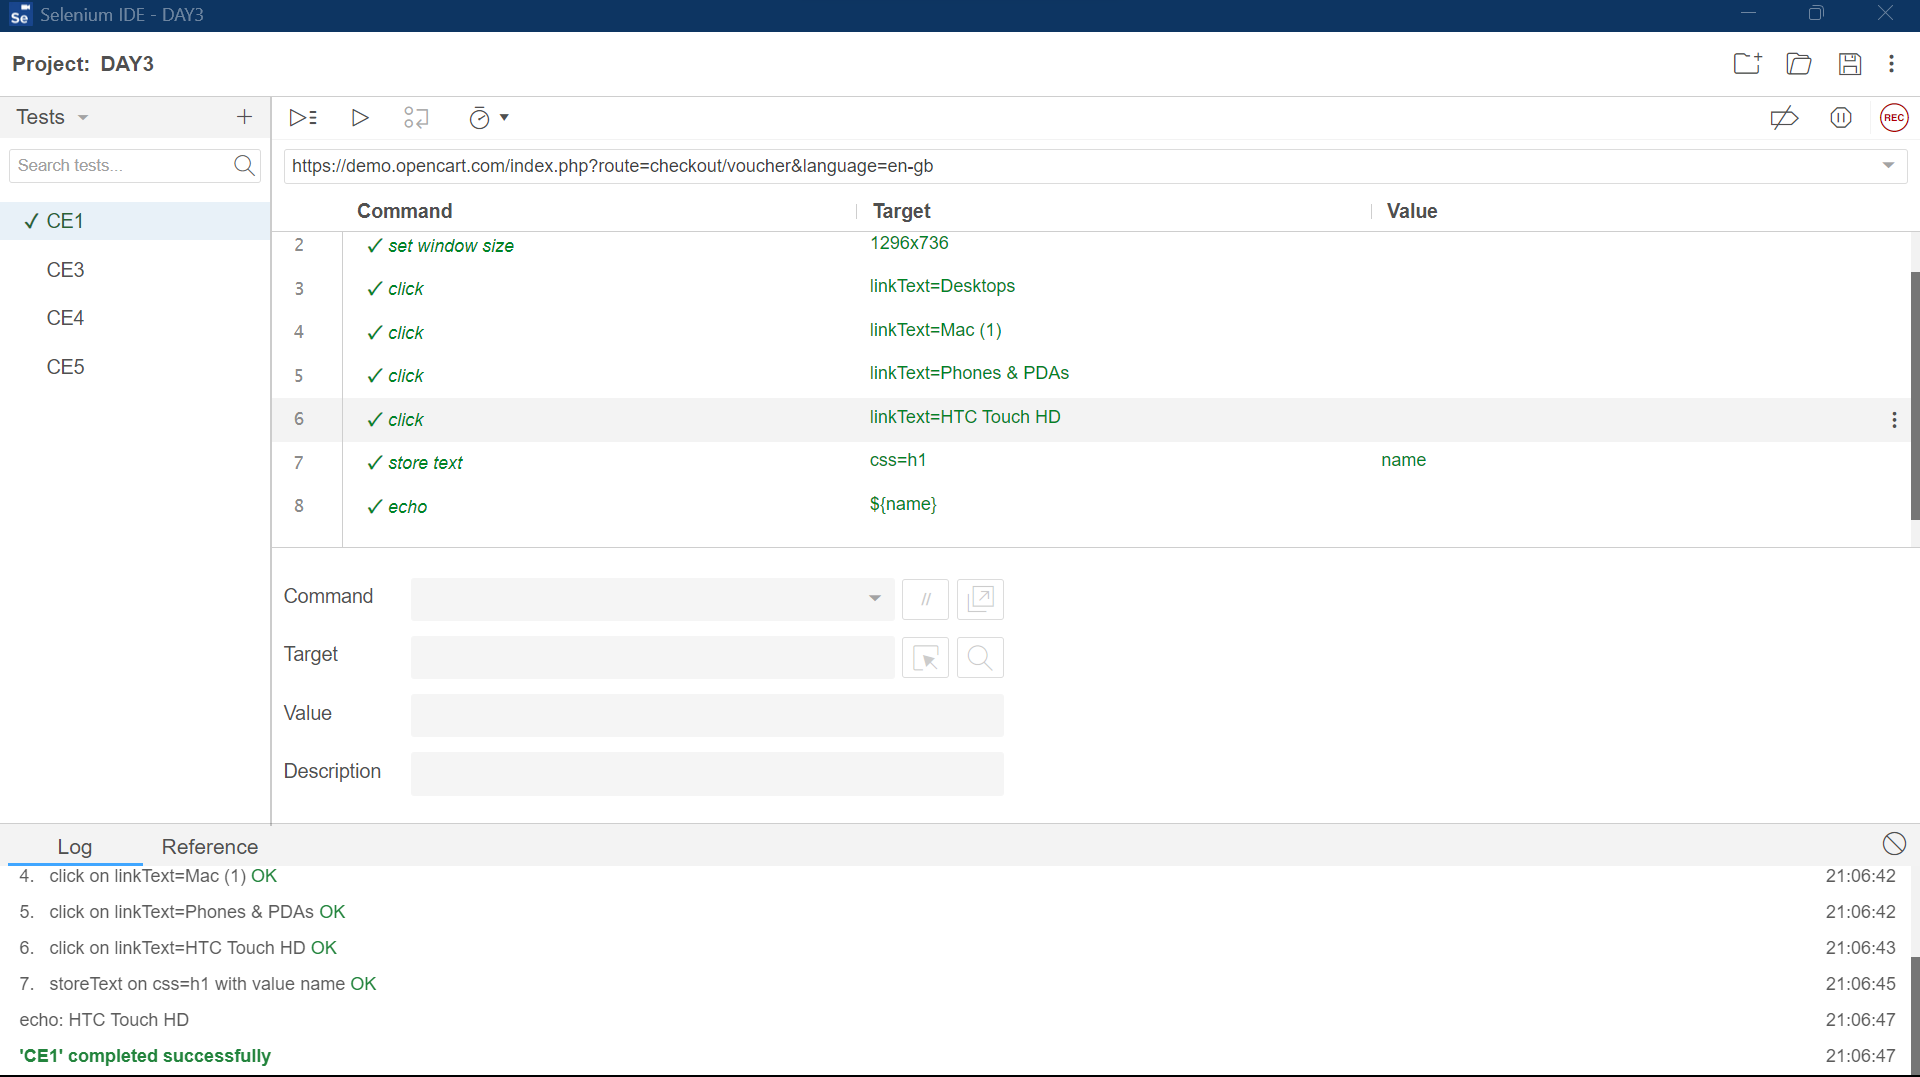 Se Selenium IDE - DAY3
Project: DAY3
Tests
Search tests...
✓ CE1
CE3
CE4
CE5
REC
https://demo.opencart.com/index.php?route=checkout/voucher&language=en-gb
Command Target Value
2 ✓ set window size 1296x736
3 ✓ click linkText=Desktops
4 ✓ click linkText=Mac (1)
5 ✓ click linkText=Phones & PDAs
6 ✓ click linkText=HTC Touch HD
7 ✓ store text css=h1 name
8 ✓ echo ${name}
Command //
Target
Value
Description
Log Reference
4. click on linkText=Mac (1) OK 21:06:42
5. click on linkText=Phones & PDAs OK 21:06:42
6. click on linkText=HTC Touch HD OK 21:06:43
7. storeText on css=h1 with value name OK 21:06:45
echo: HTC Touch HD 21:06:47
'CE1' completed successfully 21:06:47